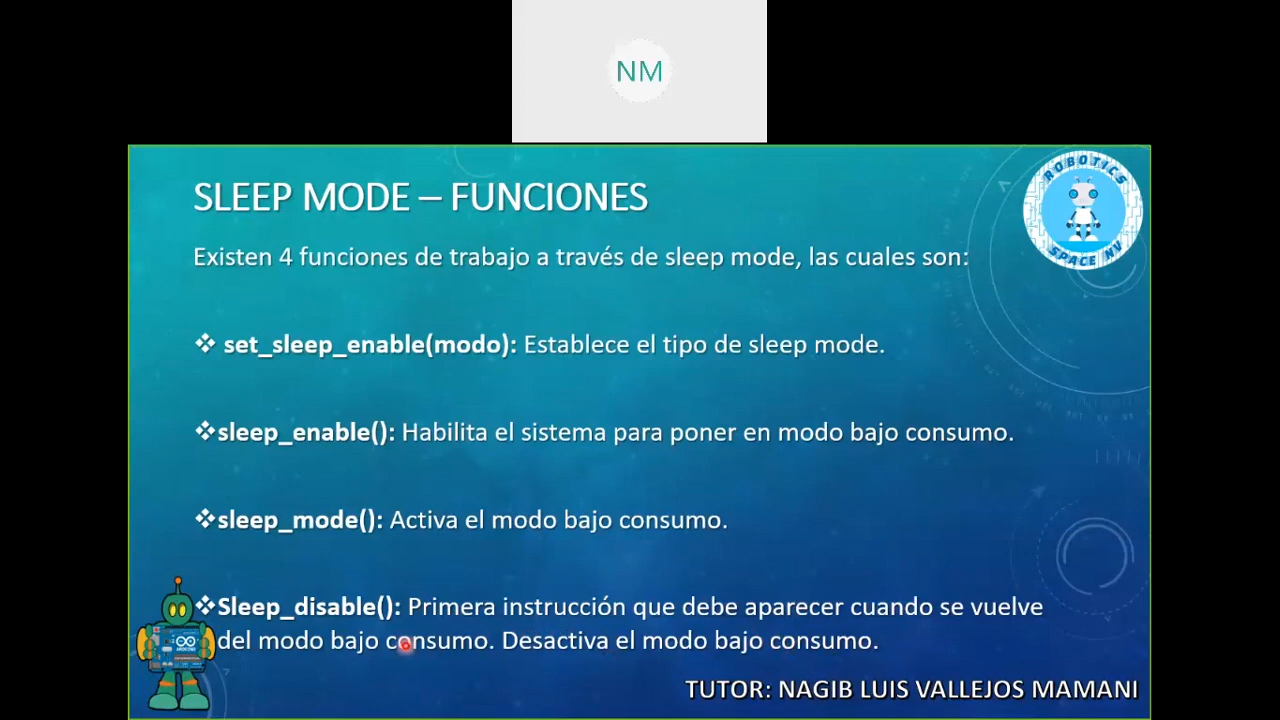 NM
ROBOTICS
SPACE NV
SLEEP MODE – FUNCIONES
Existen 4 funciones de trabajo a través de sleep mode, las cuales son:
❖ set_sleep_enable(modo): Establece el tipo de sleep mode.
❖sleep_enable(): Habilita el sistema para poner en modo bajo consumo.
❖sleep_mode(): Activa el modo bajo consumo.
❖Sleep_disable(): Primera instrucción que debe aparecer cuando se vuelve
del modo bajo consumo. Desactiva el modo bajo consumo.
TUTOR: NAGIB LUIS VALLEJOS MAMANI